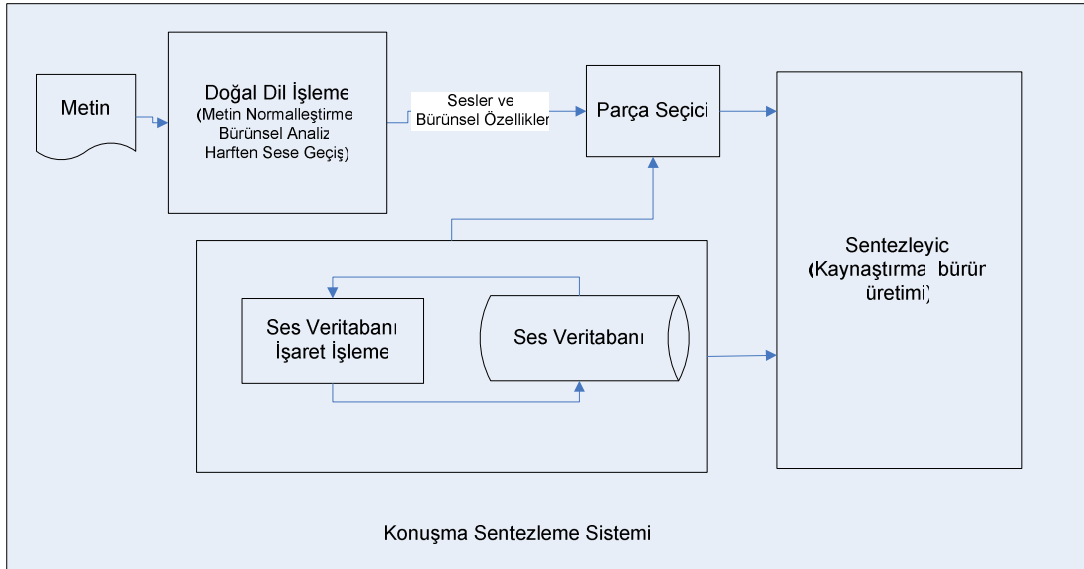 Metin
Doğal Dil İşleme
(Metin Normalleştirme
Bürünsel Analiz
Harften Sese Geçiş)
Sesler ve
Bürünsel Özellikler
Parça Seçici
Ses Veritabanı
İşaret İşleme
Ses Veritabanı
Sentezleyic
(Kaynaştırma bürür
üretimi)
Konuşma Sentezleme Sistemi